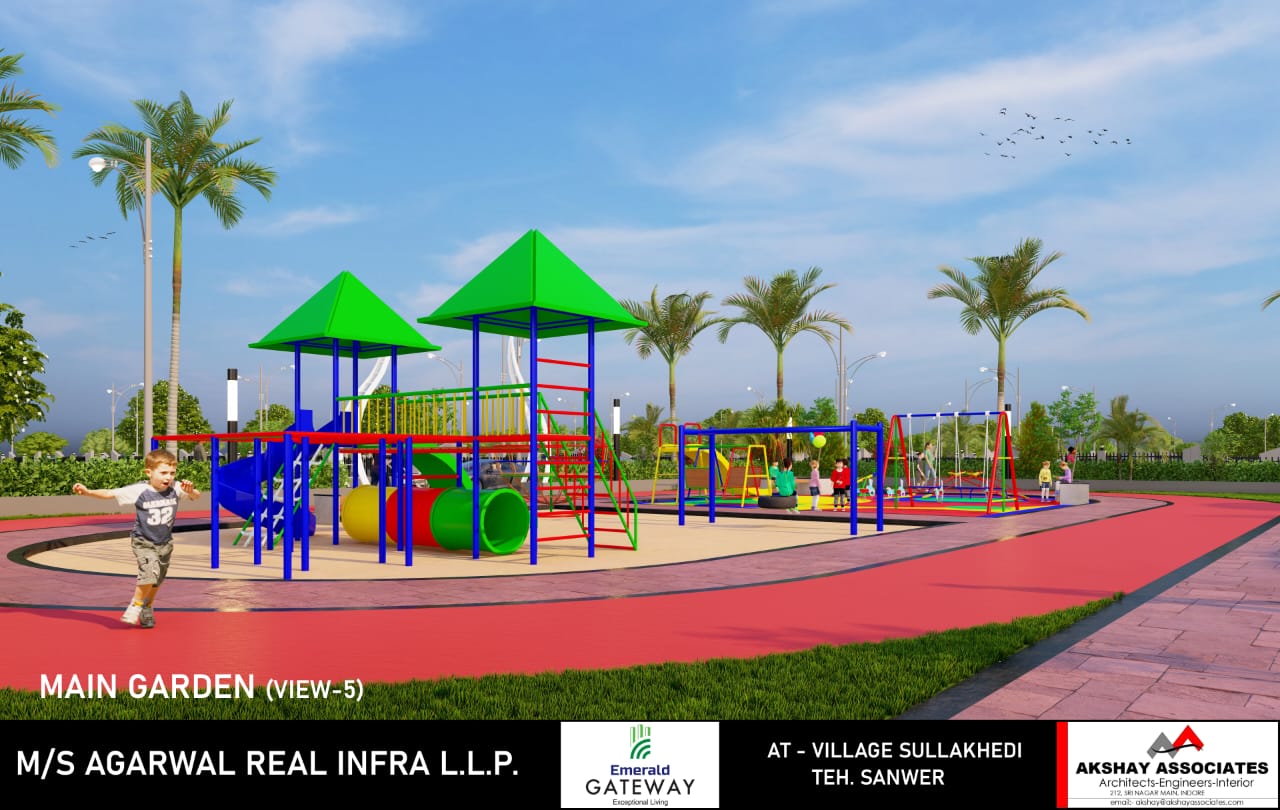 32
MAIN GARDEN (VIEW-5)
M/S AGARWAL REAL INFRA L.L.P.
Emerald
GATEWAY
Exceptional Living
AT - VILLAGE SULLAKHEDI
TEH. SANWER
AKSHAY ASSOCIATES
Architects-Engineers-Interior
212, SRI NAGAR MAIN, INDORE
email:- akshay@akshayassociates.com